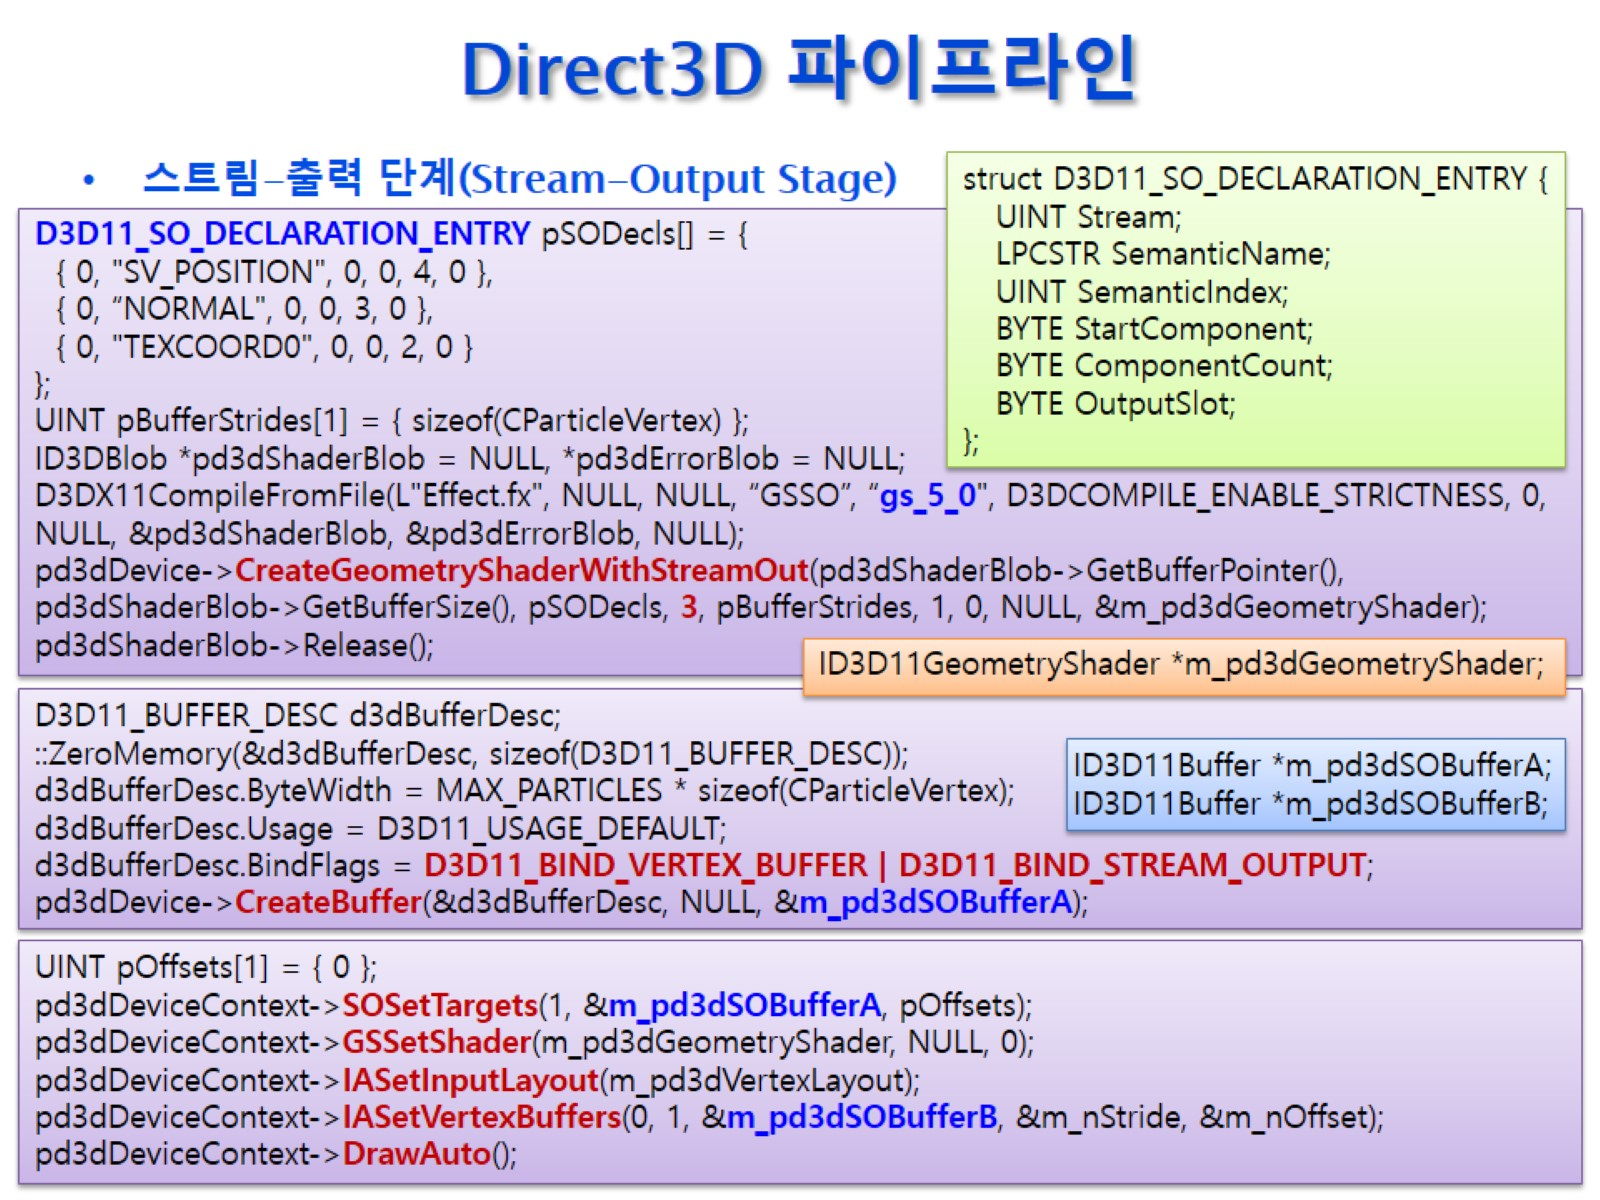 Direct3D 파이프라인
• 스트림-출력 단계(Stream-Output Stage)
struct D3D11_SO_DECLARATION_ENTRY {
UINT Stream;
LPCSTR SemanticName;
UINT SemanticIndex;
BYTE StartComponent;
BYTE ComponentCount;
BYTE OutputSlot;
};
D3D11_SO_DECLARATION_ENTRY pSODecls[] = {
{ 0, "SV_POSITION", 0, 0, 4, 0 },
{ 0, “NORMAL", 0, 0, 3, 0 },
{ 0, "TEXCOORD0", 0, 0, 2, 0 }
};
UINT pBufferStrides[1] = { sizeof(CParticleVertex) };
ID3DBlob *pd3dShaderBlob = NULL, *pd3dErrorBlob = NULL;
D3DX11CompileFromFile(L"Effect.fx", NULL, NULL, “GSSO”, “gs_5_0", D3DCOMPILE_ENABLE_STRICTNESS, 0,
NULL, &pd3dShaderBlob, &pd3dErrorBlob, NULL);
pd3dDevice->CreateGeometryShaderWithStreamOut(pd3dShaderBlob->GetBufferPointer(),
pd3dShaderBlob->GetBufferSize(), pSODecls, 3, pBufferStrides, 1, 0, NULL, &m_pd3dGeometryShader);
pd3dShaderBlob->Release();
ID3D11GeometryShader *m_pd3dGeometryShader;
D3D11_BUFFER_DESC d3dBufferDesc;
::ZeroMemory(&d3dBufferDesc, sizeof(D3D11_BUFFER_DESC));
d3dBufferDesc.ByteWidth = MAX_PARTICLES * sizeof(CParticleVertex);
d3dBufferDesc.Usage = D3D11_USAGE_DEFAULT;
d3dBufferDesc.BindFlags = D3D11_BIND_VERTEX_BUFFER | D3D11_BIND_STREAM_OUTPUT;
pd3dDevice->CreateBuffer(&d3dBufferDesc, NULL, &m_pd3dSOBufferA);
ID3D11Buffer *m_pd3dSOBufferA;
ID3D11Buffer *m_pd3dSOBufferB;
UINT pOffsets[1] = { 0 };
pd3dDeviceContext->SOSetTargets(1, &m_pd3dSOBufferA, pOffsets);
pd3dDeviceContext->GSSetShader(m_pd3dGeometryShader, NULL, 0);
pd3dDeviceContext->IASetInputLayout(m_pd3dVertexLayout);
pd3dDeviceContext->IASetVertexBuffers(0, 1, &m_pd3dSOBufferB, &m_nStride, &m_nOffset);
pd3dDeviceContext->DrawAuto();